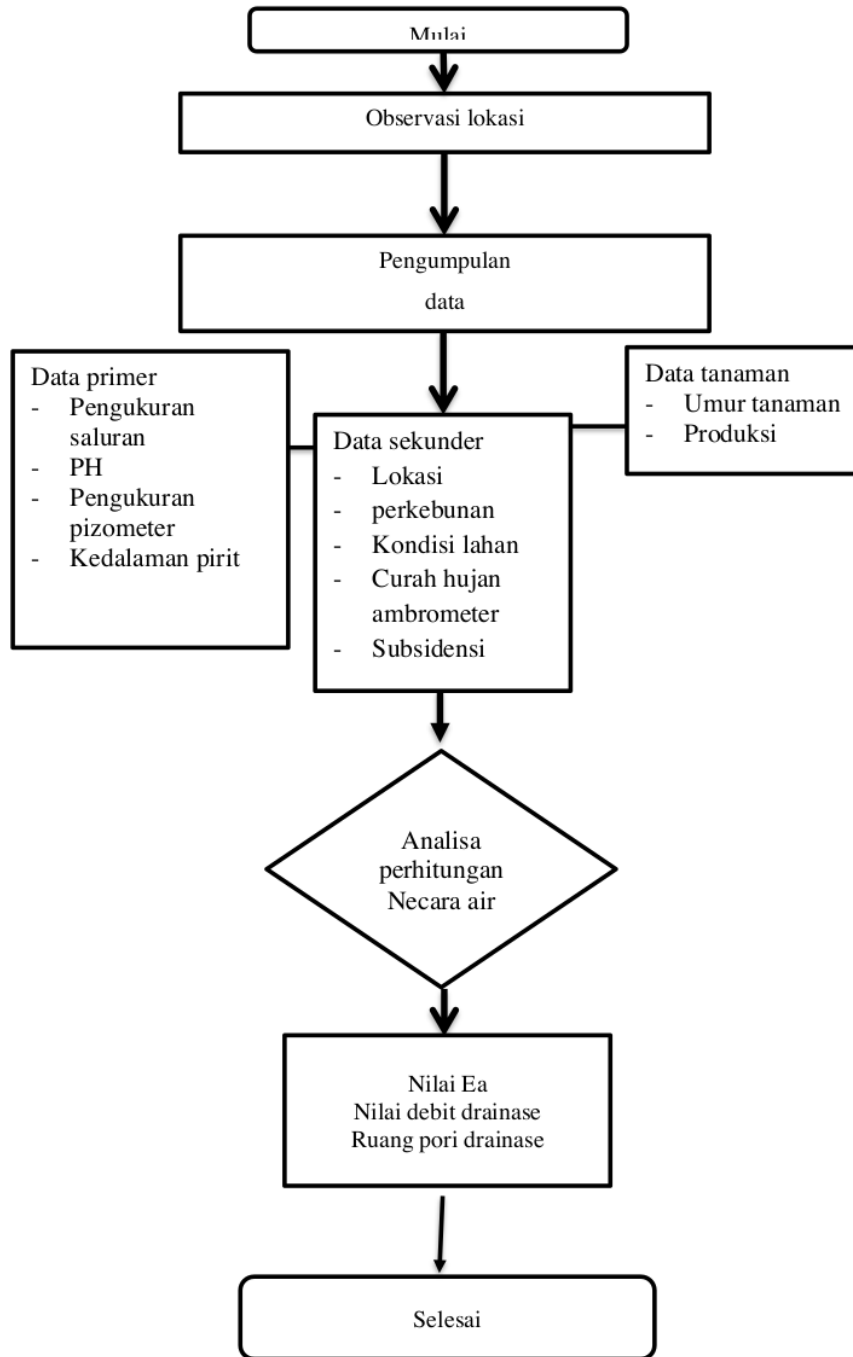 Mulai
Observasi lokasi
Pengumpulan
data
Data primer
- Pengukuran
saluran
- PH
- Pengukuran
pizometer
- Kedalaman pirit
Data sekunder
- Lokasi
- perkebunan
- Kondisi lahan
- Curah hujan
ambrometer
- Subsidensi
Data tanaman
- Umur tanaman
- Produksi
Analisa
perhitungan
Necara air
Nilai Ea
Nilai debit drainase
Ruang pori drainase
Selesai